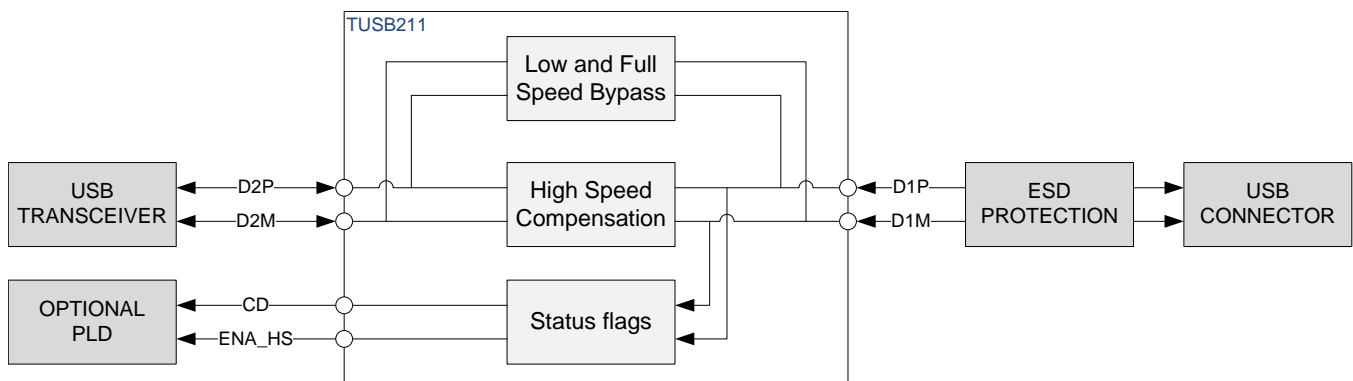 TUSB211
Low and Full
Speed Bypass
USB
TRANSCEIVER
D2P
D2M
High Speed
Compensation
D1P
D1M
ESD
PROTECTION
USB
CONNECTOR
OPTIONAL
PLD
CD
ENA_HS
Status flags